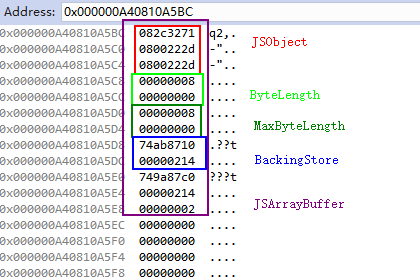 Address: 0x000000A40810A5BC
0x000000A40810A5BC 082c3271 q2,. JSObject
0x000000A40810A5C0 0800222d -"..
0x000000A40810A5C4 0800222d -"..
0x000000A40810A5C8 00000008 ....
0x000000A40810A5CC 00000000 .... ByteLength
0x000000A40810A5D0 00000008 ....
0x000000A40810A5D4 00000000 .... MaxByteLength
0x000000A40810A5D8 74ab8710 .??t
0x000000A40810A5DC 00000214 .... BackingStore
0x000000A40810A5E0 749a87c0 ???t
0x000000A40810A5E4 00000214 ....
0x000000A40810A5E8 00000002 .... JSArrayBuffer
0x000000A40810A5EC 00000000 ....
0x000000A40810A5F0 00000000 ....
0x000000A40810A5F4 00000000 ....
0x000000A40810A5F8 00000000 ....